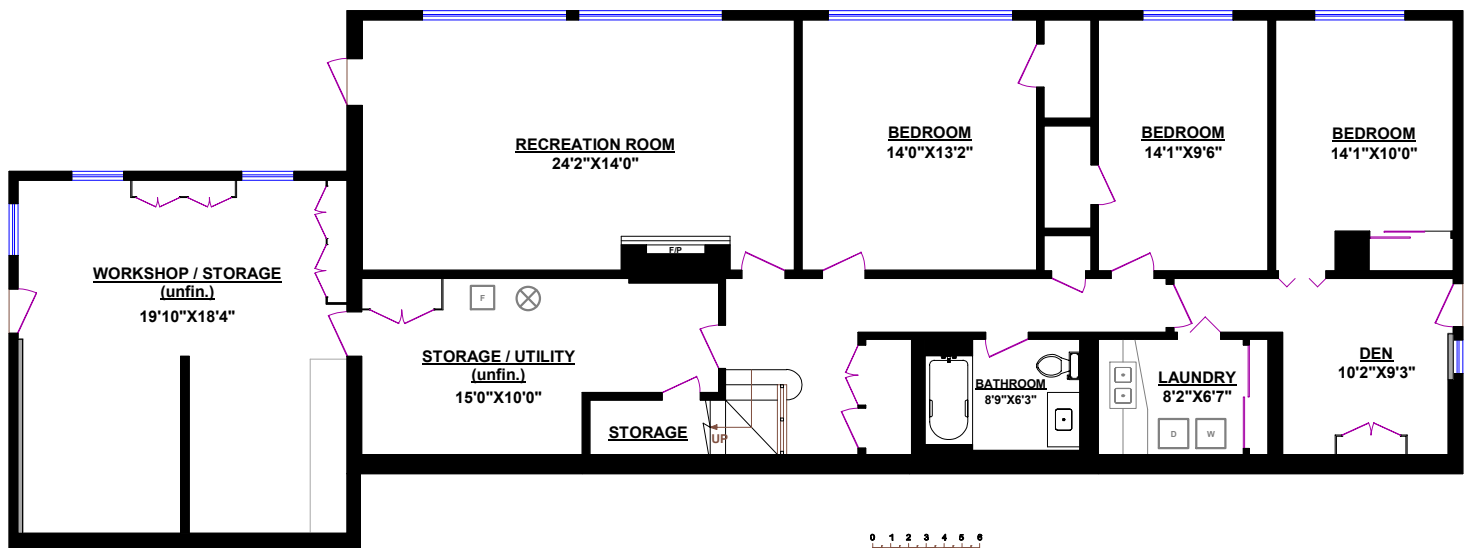 RECREATION ROOM
24'2"X14'0"
F/P
BEDROOM
14'0"X13'2"
BEDROOM
14'1"X9'6"
BEDROOM
14'1"X10'0"
WORKSHOP / STORAGE
(unfin.)
19'10"X18'4"
F
STORAGE / UTILITY
(unfin.)
15'0"X10'0"
STORAGE
UP
BATHROOM
8'9"X6'3"
LAUNDRY
8'2"X6'7"
D
W
DEN
10'2"X9'3"
0 1 2 3 4 5 6